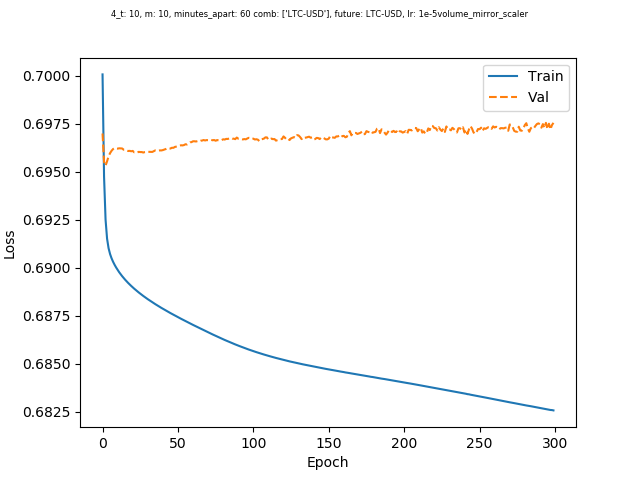 4_t: 10, m: 10, minutes_apart: 60 comb: ['LTC-USD'], future: LTC-USD, lr: 1e-5volume_mirror_scaler
Train
Val
0.7000
0.6975
0.6950
0.6925
0.6900
0.6875
0.6850
0.6825
Loss
0 50 100 150 200 250 300
Epoch